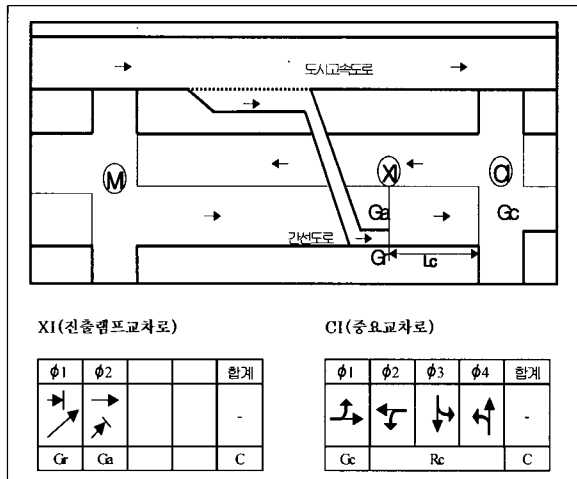 도시고속도로
M
XI
CI
Ga
Gc
간선도로
Gr
Lc
XI(진출램프교차로)
CI(중요교차로)
ϕ1 ϕ2 합계
-
Gr Ga C
ϕ1 ϕ2 ϕ3 ϕ4 합계
-
Gc Rc C